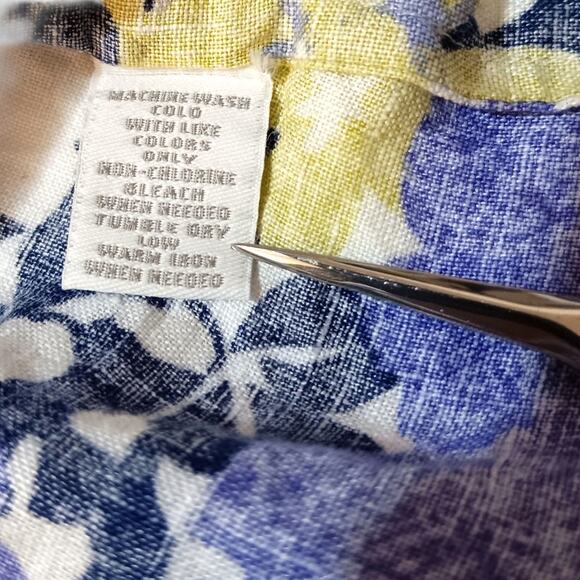 MACHINE WASH
COLD
WITH LIKE
COLORS
ONLY
NON-CHLORINE
BLEACH
WHEN NEEDED
TUMBLE DRY
LOW
WARM IRON
WHEN NEEDED